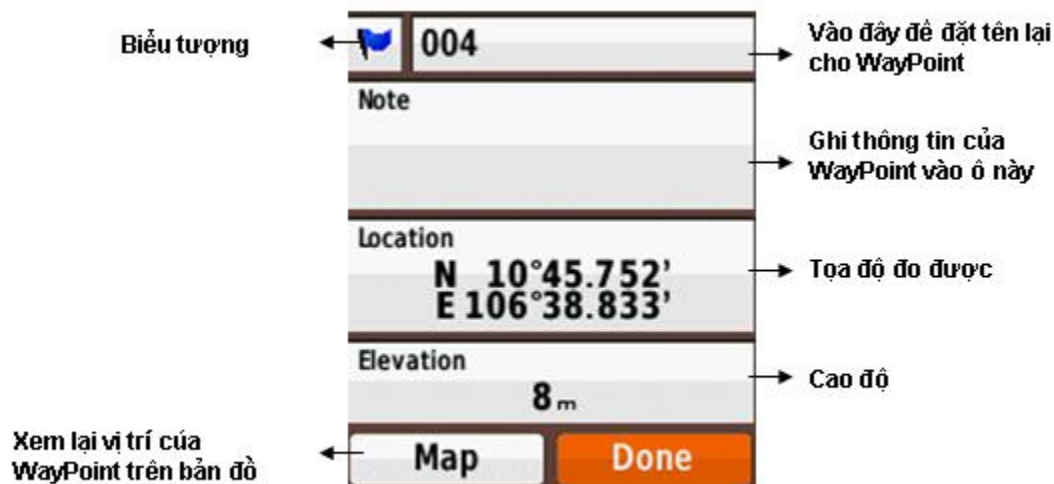 Biểu tượng
004
Vào đây để đặt tên lại
cho WayPoint
Note
Ghi thông tin của
WayPoint vào ô này
Location
N 10°45.752'
E 106°38.833'
Tọa độ đo được
Elevation
8 m
Cao độ
Xem lại vị trí của
WayPoint trên bản đồ
Map
Done